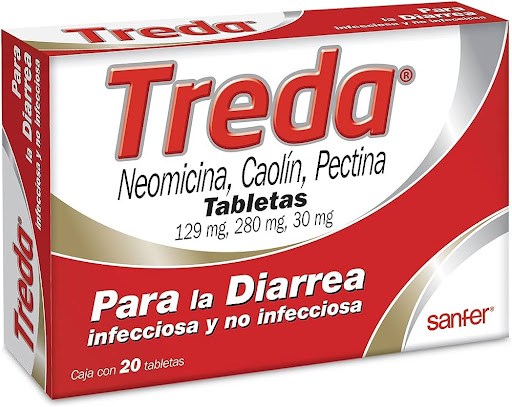 Para
la Diarrea
infecciosa y no infecciosa
Treda®
Neomicina, Caolín, Pectina
Tabletas
129 mg, 280 mg, 30 mg
Para la Diarrea
infecciosa y no infecciosa
Caja con 20 tabletas
sanfer®
Treda®
Para
la Diarrea
infecciosa y no infecciosa